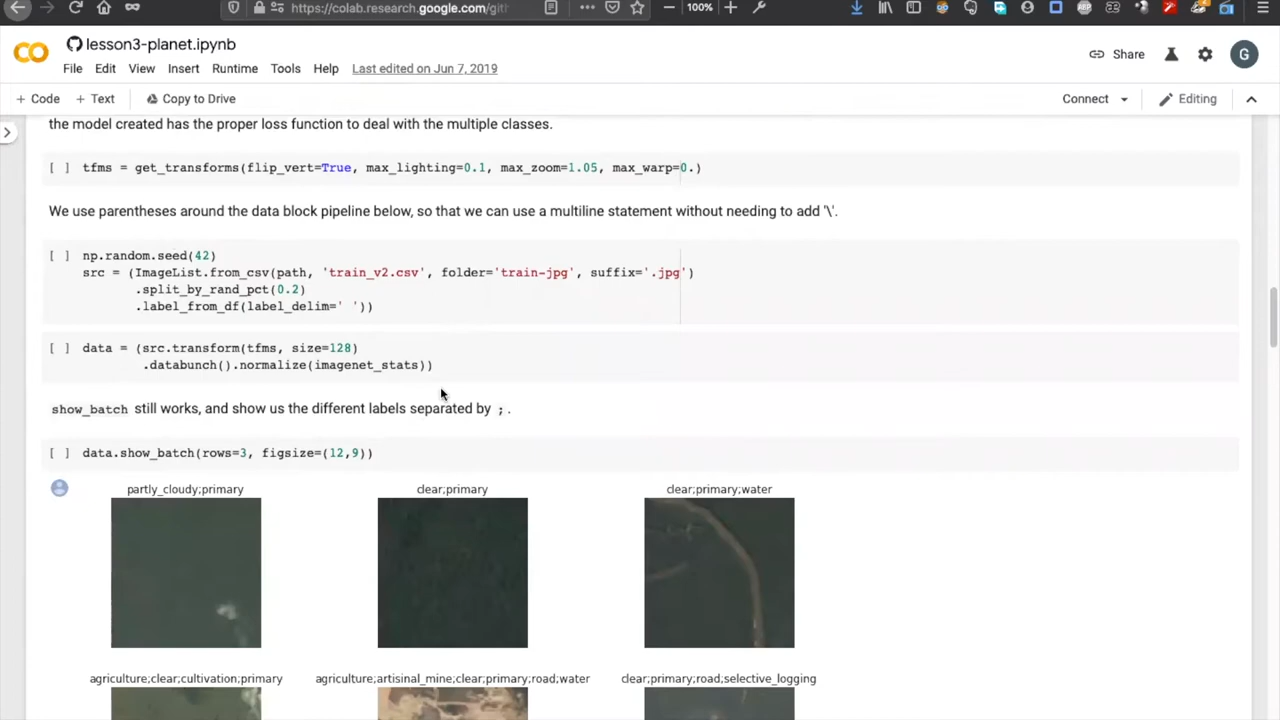 https://colab.research.google.com/git
100%
lesson3-planet.ipynb
File Edit View Insert Runtime Tools Help Last edited on Jun 7, 2019
Share
G
+ Code + Text Copy to Drive
Connect
Editing
the model created has the proper loss function to deal with the multiple classes.
[ ] tfms = get_transforms(flip_vert=True, max_lighting=0.1, max_zoom=1.05, max_warp=0.)
We use parentheses around the data block pipeline below, so that we can use a multiline statement without needing to add '\'.
[ ] np.random.seed(42)
src = (ImageList.from_csv(path, 'train_v2.csv', folder='train-jpg', suffix='.jpg')
.split_by_rand_pct(0.2)
.label_from_df(label_delim=' '))
[ ] data = (src.transform(tfms, size=128)
.databunch().normalize(imagenet_stats))
show_batch still works, and show us the different labels separated by ;.
[ ] data.show_batch(rows=3, figsize=(12,9))
partly_cloudy;primary
clear;primary
clear;primary;water
agriculture;clear;cultivation;primary
agriculture;artisinal_mine;clear;primary;road;water
clear;primary;road;selective_logging